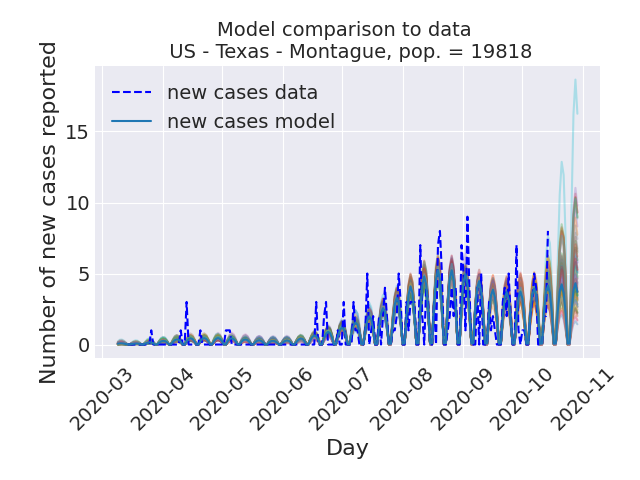 Model comparison to data
US - Texas - Montague, pop. = 19818
new cases data
new cases model
Number of new cases reported
15
10
5
0
2020-03
2020-04
2020-05
2020-06
2020-07
2020-08
2020-09
2020-10
2020-11
Day